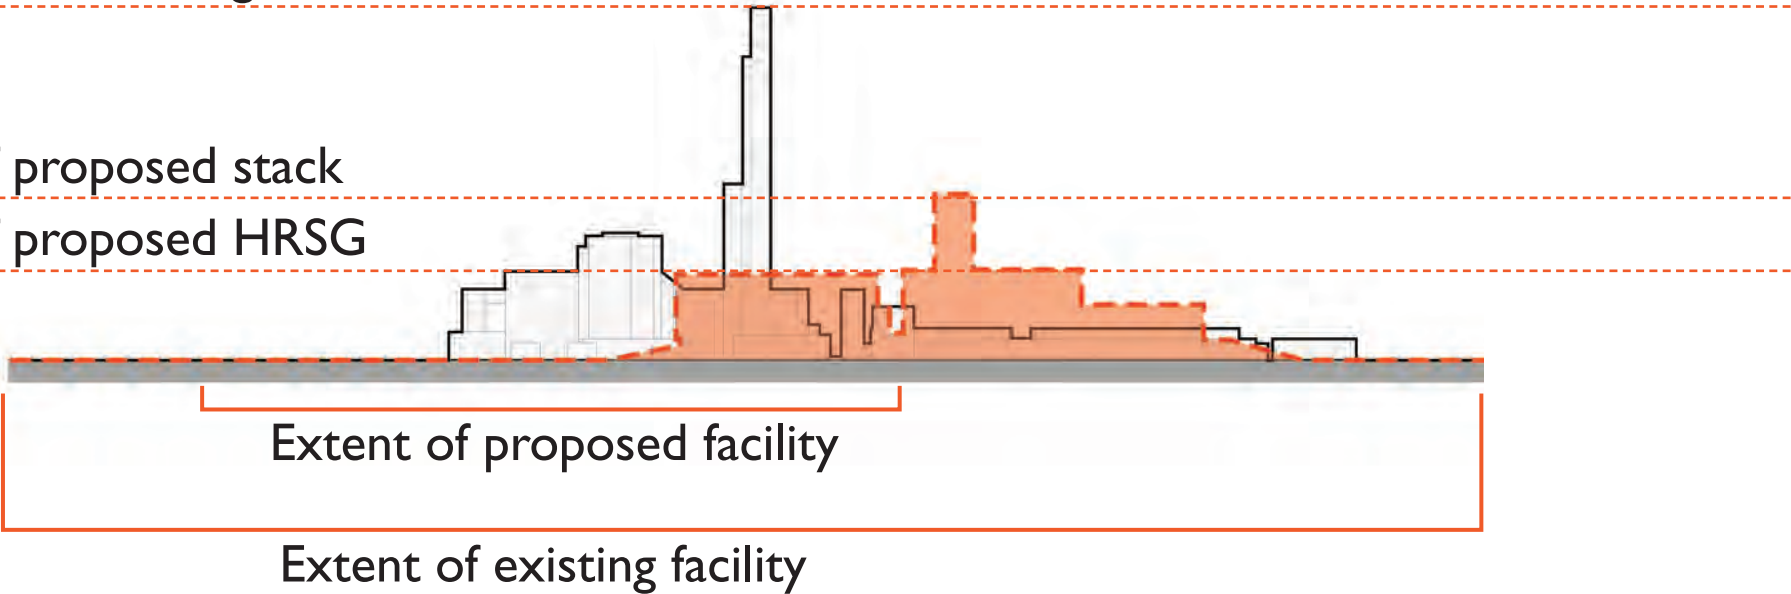 proposed stack
proposed HRSG
Extent of proposed facility
Extent of existing facility